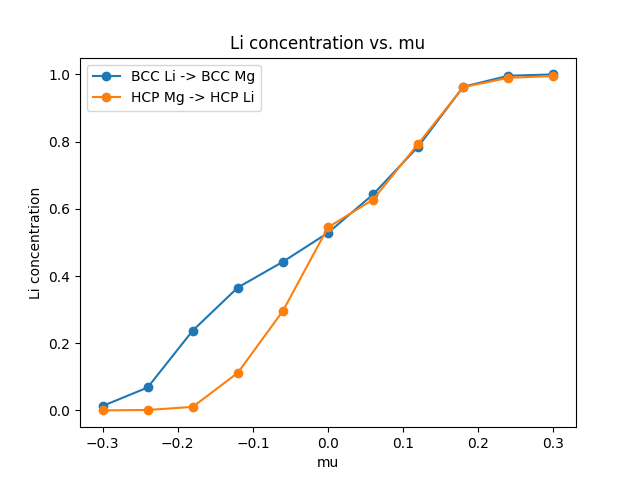 Li concentration vs. mu
BCC Li -> BCC Mg
HCP Mg -> HCP Li
Li concentration
1.0
0.8
0.6
0.4
0.2
0.0
−0.3
−0.2
−0.1
0.0
0.1
0.2
0.3
mu